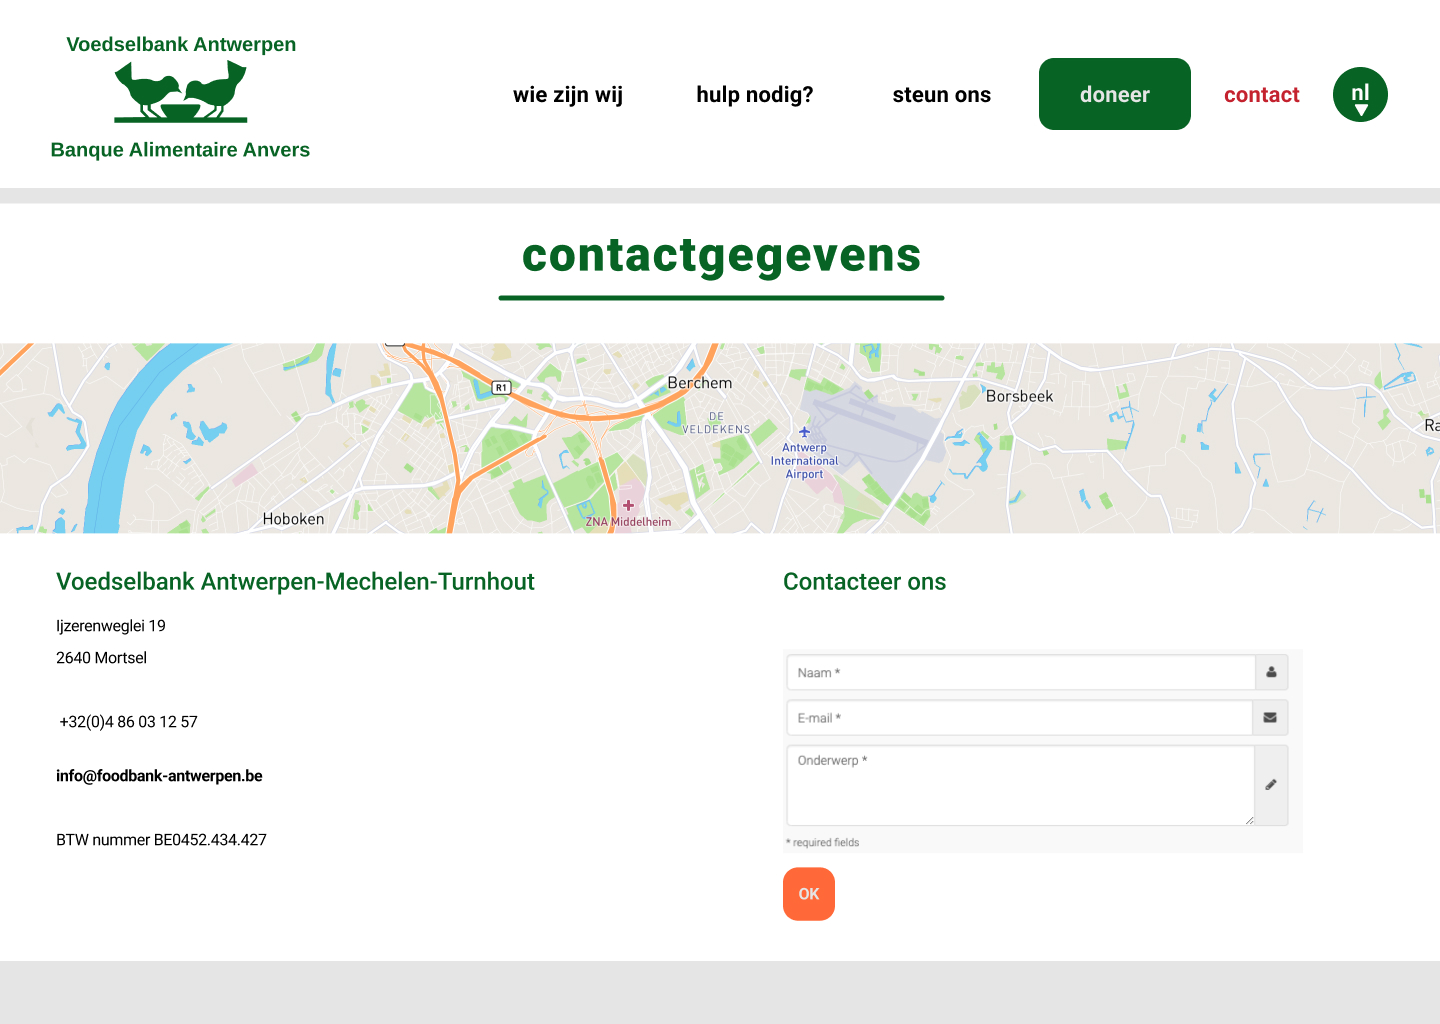 Voedselbank Antwerpen
Banque Alimentaire Anvers
wie zijn wij
hulp nodig?
steun ons
doneer
contact
nl
contactgegevens
R1
Berchem
Borsbeek
DE
VELDEKENS
Antwerp
International
Airport
Hoboken
ZNA Middelheim
Voedselbank Antwerpen-Mechelen-Turnhout
Ijzerenweglei 19
2640 Mortsel
+32(0)4 86 03 12 57
info@foodbank-antwerpen.be
BTW nummer BE0452.434.427
Contacteer ons
Naam *
E-mail *
Onderwerp *
* required fields
OK